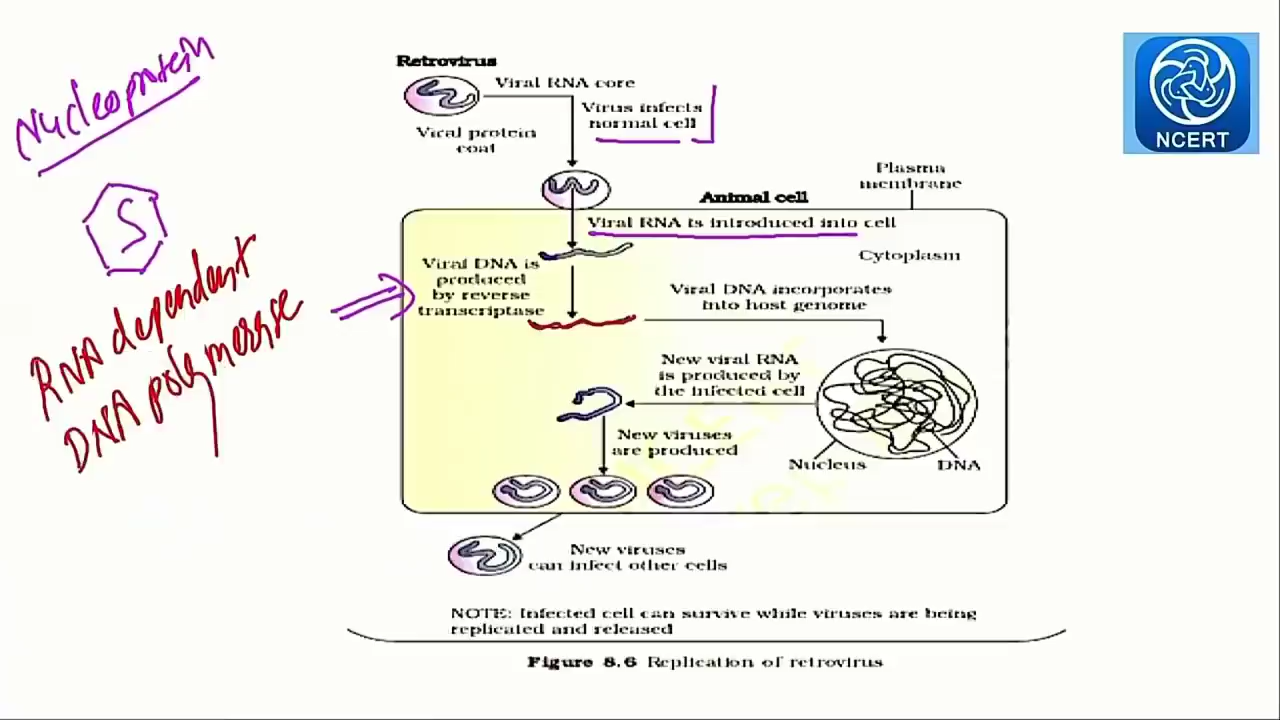 Nucleoprotein
S
RNA dependent
DNA polymerase
Retrovirus
Viral RNA core
Virus infects
normal cell
Viral protein
coat
NCERT
Plasma
membrane
Animal cell
Viral RNA is introduced into cell
Cytoplasm
Viral DNA is
produced
by reverse
transcriptase
Viral DNA incorporates
into host genome
New viral RNA
is produced by
the infected cell
New viruses
are produced
Nucleus
DNA
New viruses
can infect other cells
NOTE: Infected cell can survive while viruses are being
replicated and released
Figure 8.6 Replication of retrovirus